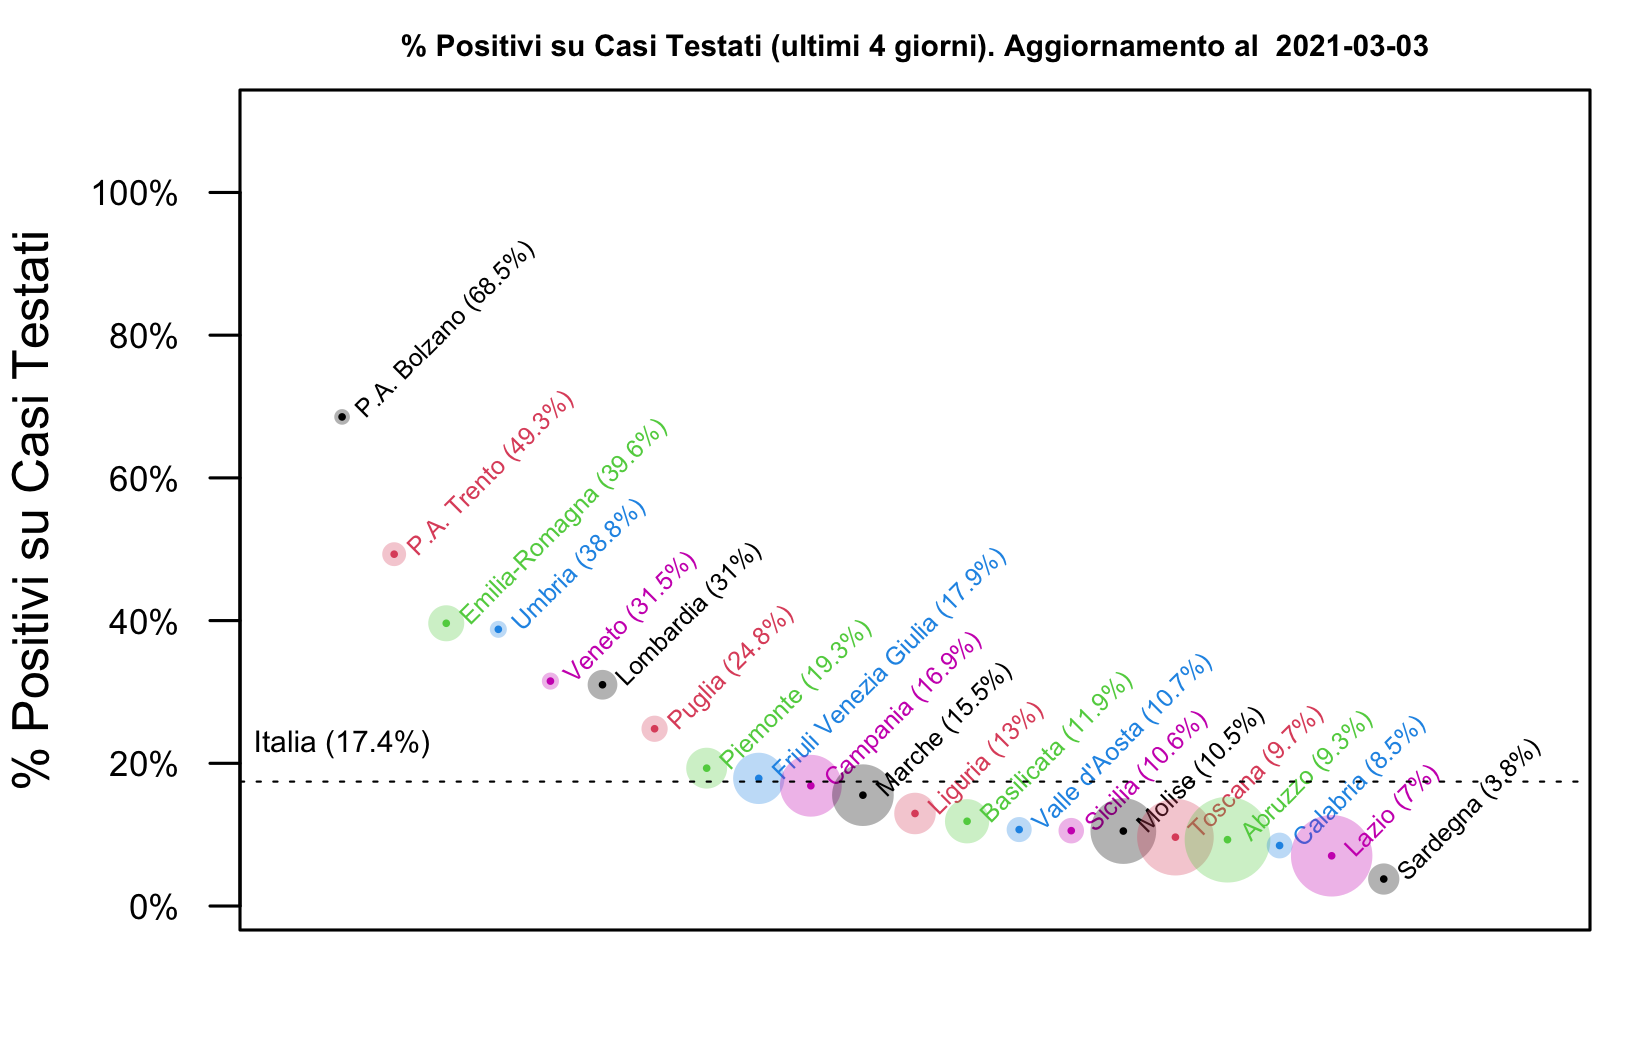 % Positivi su Casi Testati (ultimi 4 giorni). Aggiornamento al  2021-03-03
% Positivi su Casi Testati
100%
80%
60%
40%
20%
0%
P.A. Bolzano (68.5%)
P.A. Trento (49.3%)
Emilia-Romagna (39.6%)
Umbria (38.8%)
Veneto (31.5%)
Lombardia (31%)
Puglia (24.8%)
Piemonte (19.3%)
Friuli Venezia Giulia (17.9%)
Campania (16.9%)
Marche (15.5%)
Liguria (13%)
Basilicata (11.9%)
Valle d'Aosta (10.7%)
Sicilia (10.6%)
Molise (10.5%)
Toscana (9.7%)
Abruzzo (9.3%)
Calabria (8.5%)
Lazio (7%)
Sardegna (3.8%)
Italia (17.4%)